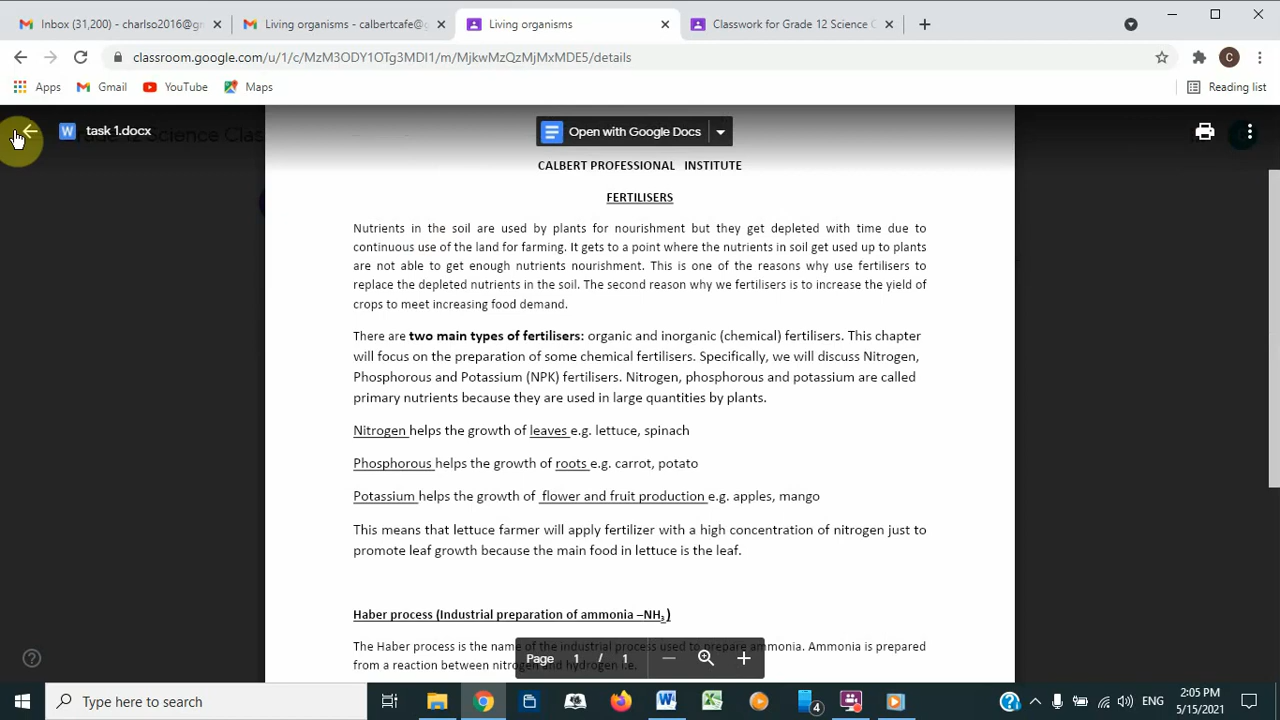 Inbox (31,200) - charlso2016@gr
Living organisms - calbertcafe@g
Living organisms
Classwork for Grade 12 Science C
classroom.google.com/u/1/c/MzM3ODY1OTg3MDI1/m/MjkwMzQzMjMxMDE5/details
C
Apps
Gmail
YouTube
Maps
Reading list
W
task 1.docx
Open with Google Docs
CALBERT PROFESSIONAL INSTITUTE
FERTILISERS
Nutrients in the soil are used by plants for nourishment but they get depleted with time due to
continuous use of the land for farming. It gets to a point where the nutrients in soil get used up to plants
are not able to get enough nutrients nourishment. This is one of the reasons why use fertilisers to
replace the depleted nutrients in the soil. The second reason why we fertilisers is to increase the yield of
crops to meet increasing food demand.
There are two main types of fertilisers: organic and inorganic (chemical) fertilisers. This chapter
will focus on the preparation of some chemical fertilisers. Specifically, we will discuss Nitrogen,
Phosphorous and Potassium (NPK) fertilisers. Nitrogen, phosphorous and potassium are called
primary nutrients because they are used in large quantities by plants.
Nitrogen helps the growth of leaves e.g. lettuce, spinach
Phosphorous helps the growth of roots e.g. carrot, potato
Potassium helps the growth of flower and fruit production e.g. apples, mango
This means that lettuce farmer will apply fertilizer with a high concentration of nitrogen just to
promote leaf growth because the main food in lettuce is the leaf.
Haber process (Industrial preparation of ammonia –NH₃)
The Haber process is the name of the industrial process used to prepare ammonia. Ammonia is prepared
from a reaction between nitrogen and hydrogen i.e.
Page 1 / 1
Type here to search
4
ENG
2:05 PM
5/15/2021